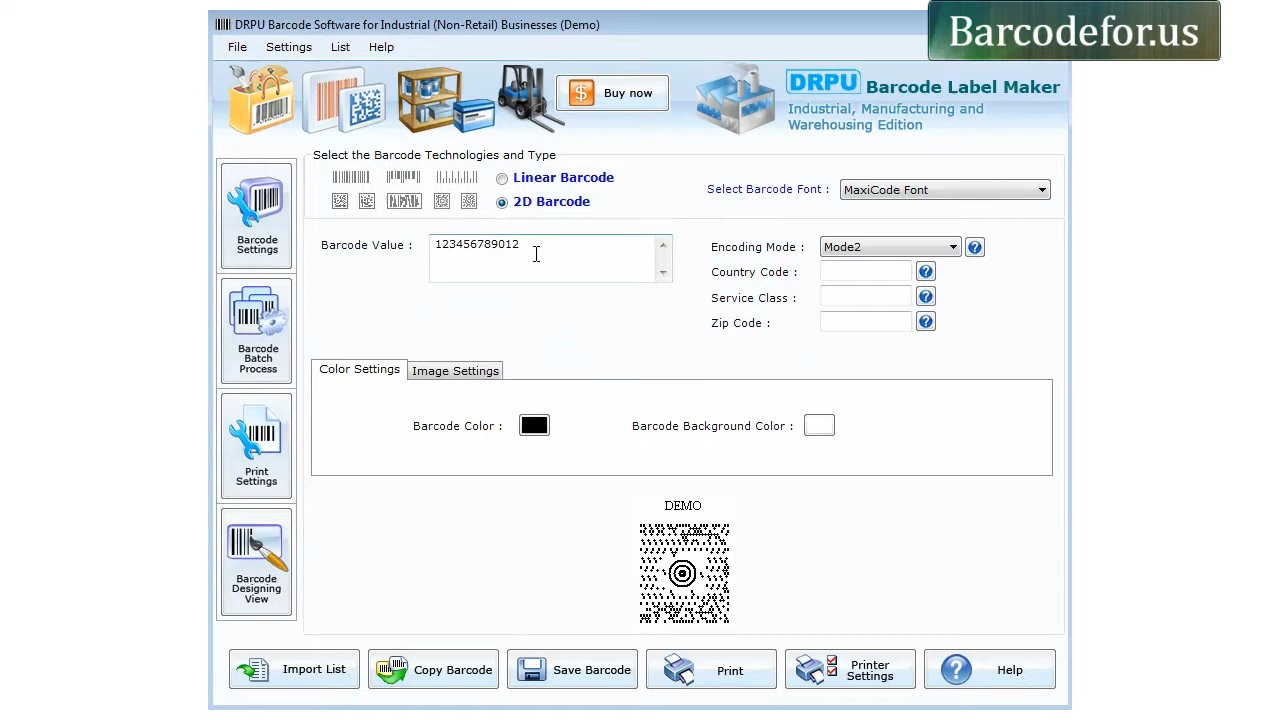 DRPU Barcode Software for Industrial (Non-Retail) Businesses (Demo)
Barcodefor.us
File Settings List Help
Buy now
DRPU Barcode Label Maker
Industrial, Manufacturing and
Warehousing Edition
Select the Barcode Technologies and Type
Linear Barcode
2D Barcode
Select Barcode Font :
MaxiCode Font
Barcode Value :
123456789012
Encoding Mode :
Mode2
Country Code :
Service Class :
Zip Code :
Barcode
Settings
Barcode
Batch
Process
Print
Settings
Barcode
Designing
View
Color Settings
Image Settings
Barcode Color :
Barcode Background Color :
DEMO
Import List
Copy Barcode
Save Barcode
Print
Printer
Settings
Help